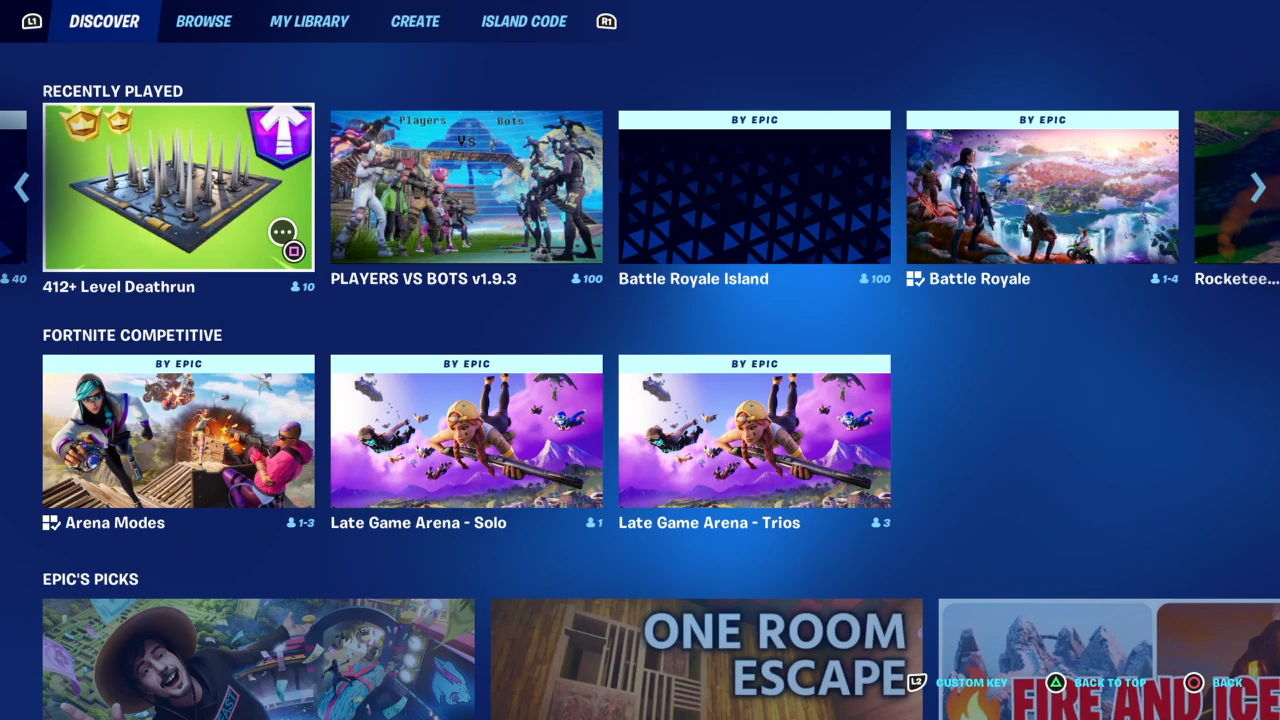 L1 DISCOVER BROWSE MY LIBRARY CREATE ISLAND CODE R1
RECENTLY PLAYED
Players Bots
Vs
BY EPIC
BY EPIC
40
412+ Level Deathrun 10
PLAYERS VS BOTS v1.9.3 100
Battle Royale Island 100
Battle Royale 1-4
Rocketee...
FORTNITE COMPETITIVE
BY EPIC
BY EPIC
BY EPIC
Arena Modes 1-3
Late Game Arena - Solo 1
Late Game Arena - Trios 3
EPIC'S PICKS
ONE ROOM
ESCAPE
FIRE AND ICE
L2 CUSTOM KEY BACK TO TOP BACK